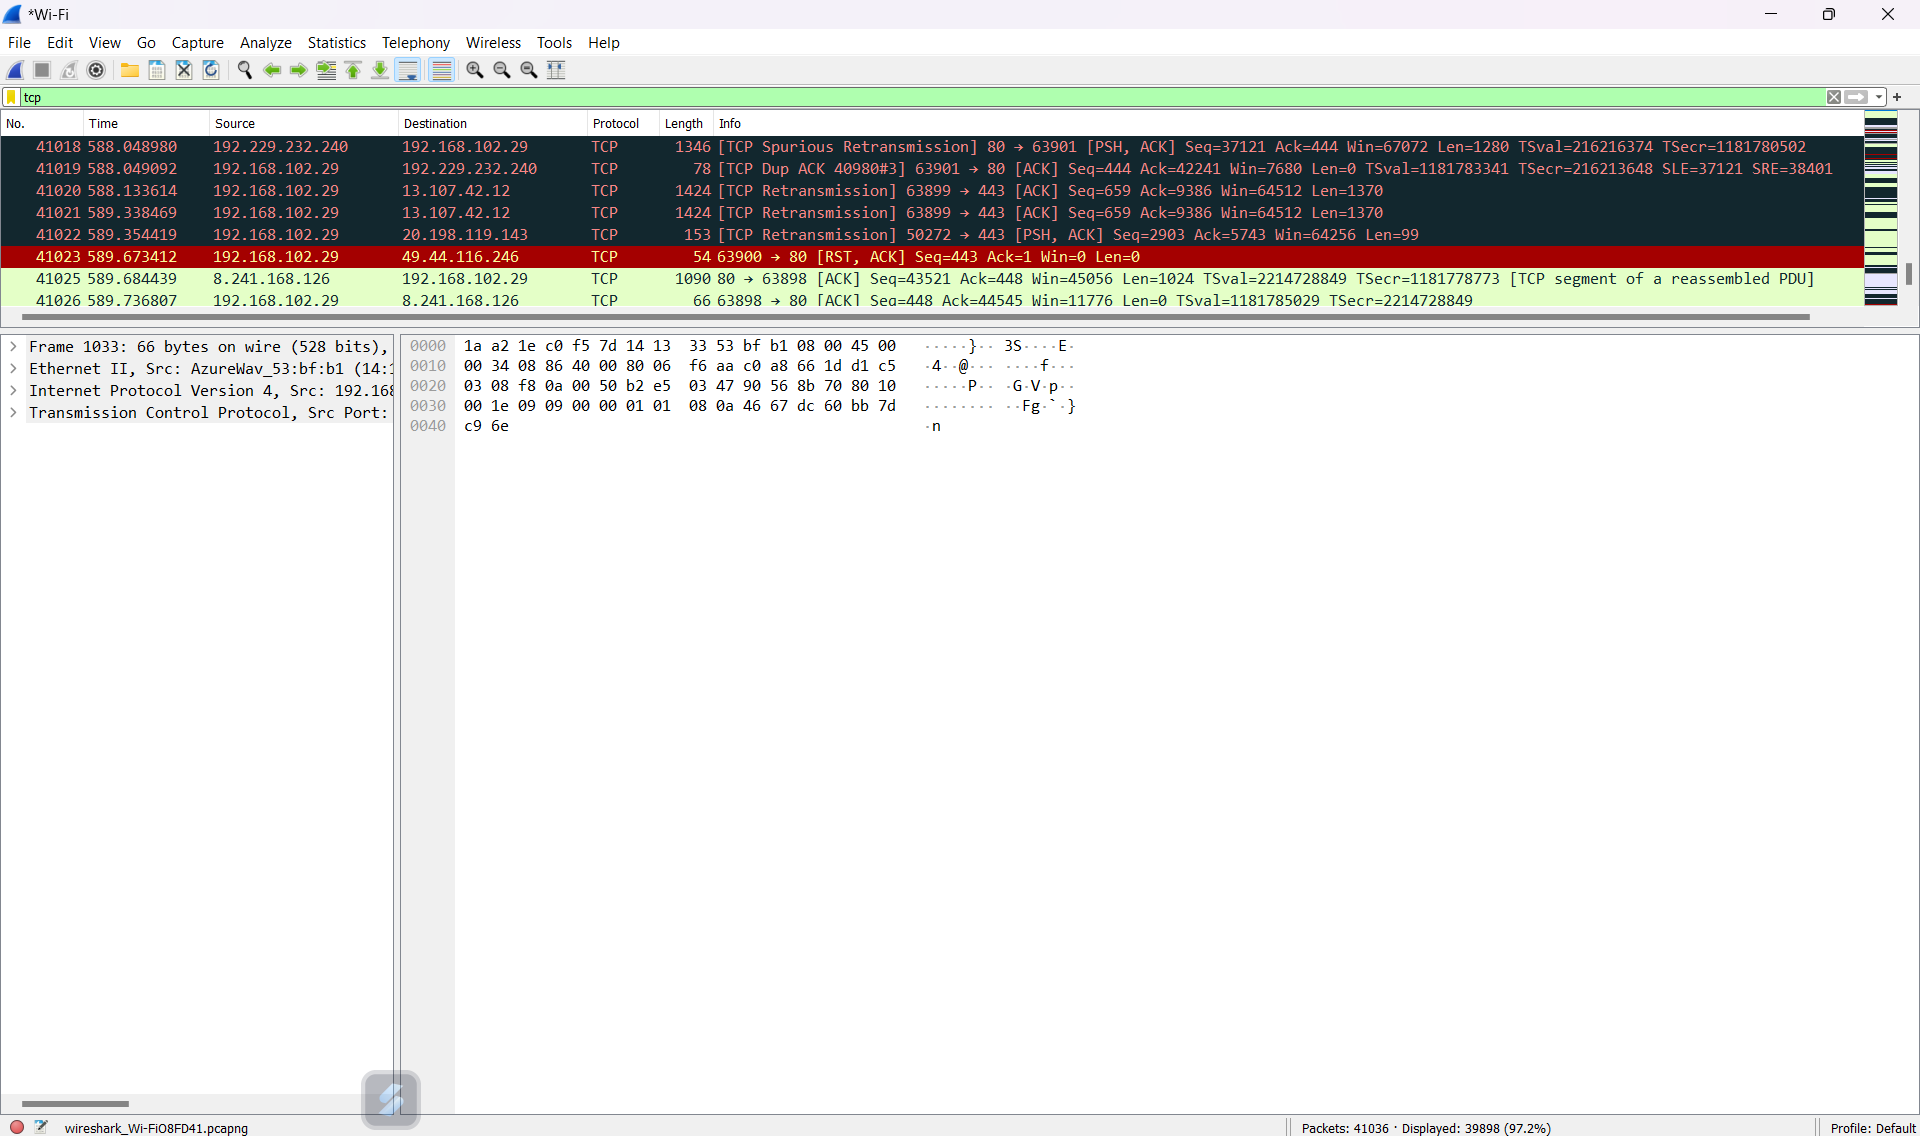 *Wi-Fi
File Edit View Go Capture Analyze Statistics Telephony Wireless Tools Help
tcp
No. Time Source Destination Protocol Length Info
41018 588.048980 192.229.232.240 192.168.102.29 TCP 1346 [TCP Spurious Retransmission] 80 → 63901 [PSH, ACK] Seq=37121 Ack=444 Win=67072 Len=1280 TSval=216216374 TSecr=1181780502
41019 588.049092 192.168.102.29 192.229.232.240 TCP 78 [TCP Dup ACK 40980#3] 63901 → 80 [ACK] Seq=444 Ack=42241 Win=7680 Len=0 TSval=1181783341 TSecr=216213648 SLE=37121 SRE=38401
41020 588.133614 192.168.102.29 13.107.42.12 TCP 1424 [TCP Retransmission] 63899 → 443 [ACK] Seq=659 Ack=9386 Win=64512 Len=1370
41021 589.338469 192.168.102.29 13.107.42.12 TCP 1424 [TCP Retransmission] 63899 → 443 [ACK] Seq=659 Ack=9386 Win=64512 Len=1370
41022 589.354419 192.168.102.29 20.198.119.143 TCP 153 [TCP Retransmission] 50272 → 443 [PSH, ACK] Seq=2903 Ack=5743 Win=64256 Len=99
41023 589.673412 192.168.102.29 49.44.116.246 TCP 54 63900 → 80 [RST, ACK] Seq=443 Ack=1 Win=0 Len=0
41025 589.684439 8.241.168.126 192.168.102.29 TCP 1090 80 → 63898 [ACK] Seq=43521 Ack=448 Win=45056 Len=1024 TSval=2214728849 TSecr=1181778773 [TCP segment of a reassembled PDU]
41026 589.736807 192.168.102.29 8.241.168.126 TCP 66 63898 → 80 [ACK] Seq=448 Ack=44545 Win=11776 Len=0 TSval=1181785029 TSecr=2214728849
Frame 1033: 66 bytes on wire (528 bits),
Ethernet II, Src: AzureWav_53:bf:b1 (14:1
Internet Protocol Version 4, Src: 192.168
Transmission Control Protocol, Src Port:
0000 1a a2 1e c0 f5 7d 14 13 33 53 bf b1 08 00 45 00 ·····}·· 3S····E·
0010 00 34 08 86 40 00 80 06 f6 aa c0 a8 66 1d d1 c5 ·4··@··· ····f···
0020 03 08 f8 0a 00 50 b2 e5 03 47 90 56 8b 70 80 10 ·····P·· ·G·V·p··
0030 00 1e 09 09 00 00 01 01 08 0a 46 67 dc 60 bb 7d ········ ··Fg·`·}
0040 c9 6e ·n
wireshark_Wi-FiO8FD41.pcapng
Packets: 41036 · Displayed: 39898 (97.2%)
Profile: Default